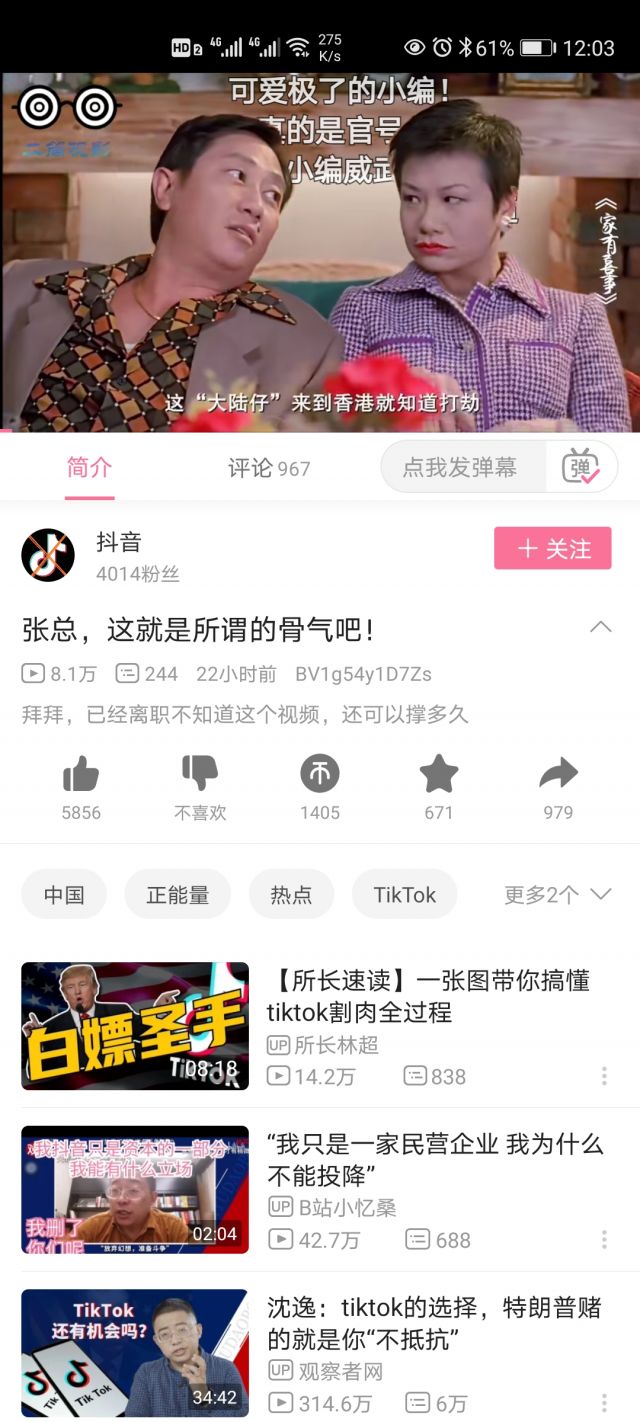 HD 2 4G 4G 275 K/s 61% 12:03
可爱极了的小编！
真的是官号
小编威武
《家有喜事》
这“大陆仔”来到香港就知道打劫
简介 评论 967 点我发弹幕 弹
抖音
4014粉丝
＋ 关注
张总，这就是所谓的骨气吧！
8.1万 244 22小时前 BV1g54y1D7Zs
拜拜，已经离职不知道这个视频，还可以撑多久
5856 不喜欢 1405 671 979
中国 正能量 热点 TikTok 更多2个
白嫖圣手
TikTok
08:18
【所长速读】一张图带你搞懂
tiktok割肉全过程
UP 所长林超
14.2万 838
我抖音只是资本的一部分
我能有什么立场
我删了
你们呢
“放弃幻想，准备斗争”
02:04
“我只是一家民营企业 我为什么
不能投降”
UP B站小忆桑
42.7万 688
TikTok
还有机会吗？
Tik Tok
34:42
沈逸：tiktok的选择，特朗普赌
的就是你“不抵抗”
UP 观察者网
314.6万 6万